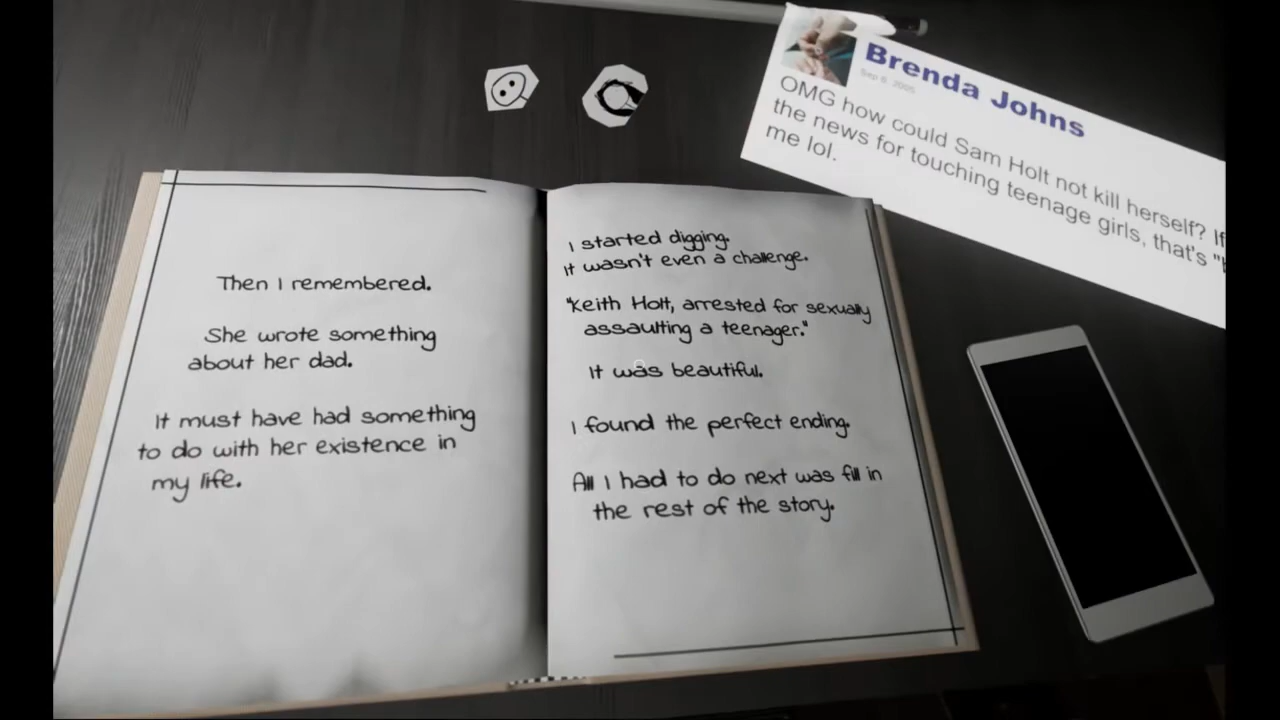 Then I remembered.
She wrote something
about her dad.
It must have had something
to do with her existence in
my life.
I started digging.
It wasn't even a challenge.
"Keith Holt, arrested for sexually
assaulting a teenager."
It was beautiful.
I found the perfect ending.
All I had to do next was fill in
the rest of the story.
Brenda Johns
Sep 6, 2005
OMG how could Sam Holt not kill herself? If
the news for touching teenage girls, that's
me lol.